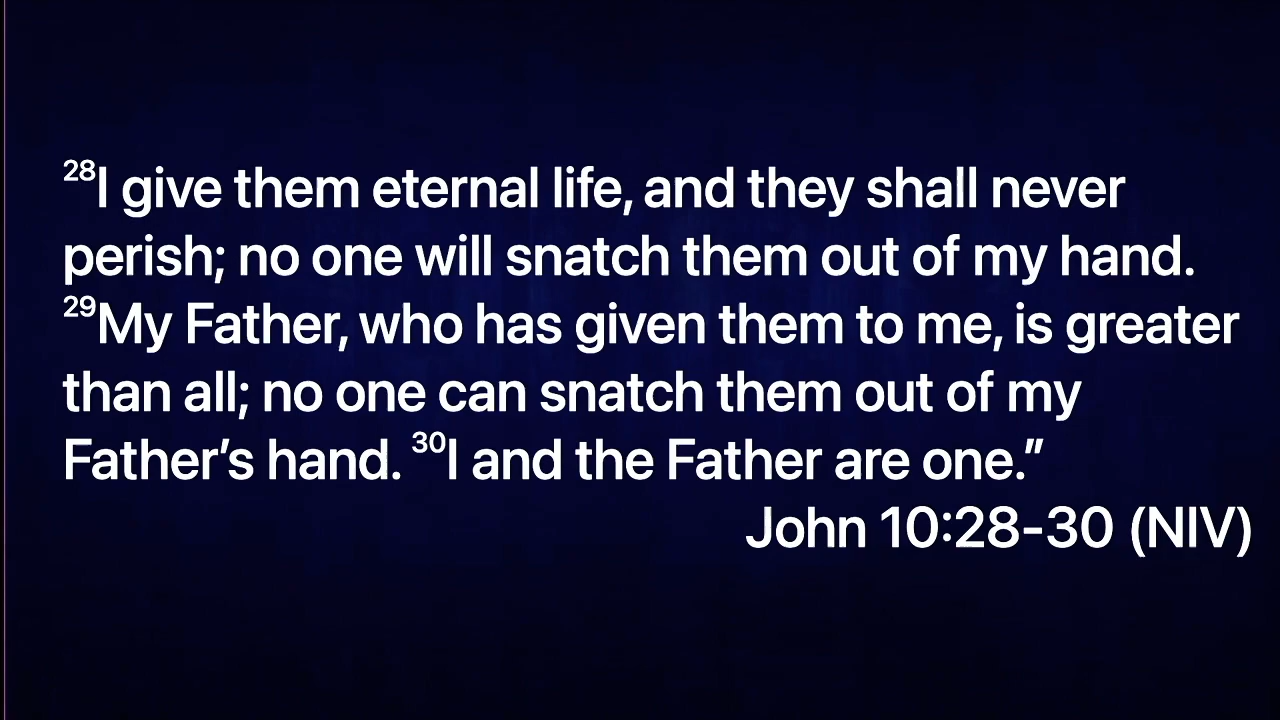 ²⁸I give them eternal life, and they shall never
perish; no one will snatch them out of my hand.
²⁹My Father, who has given them to me, is greater
than all; no one can snatch them out of my
Father’s hand. ³⁰I and the Father are one.”
John 10:28-30 (NIV)